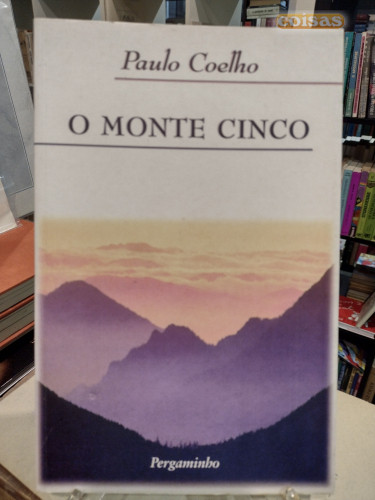 coisas
Paulo Coelho
O MONTE CINCO
Pergaminho